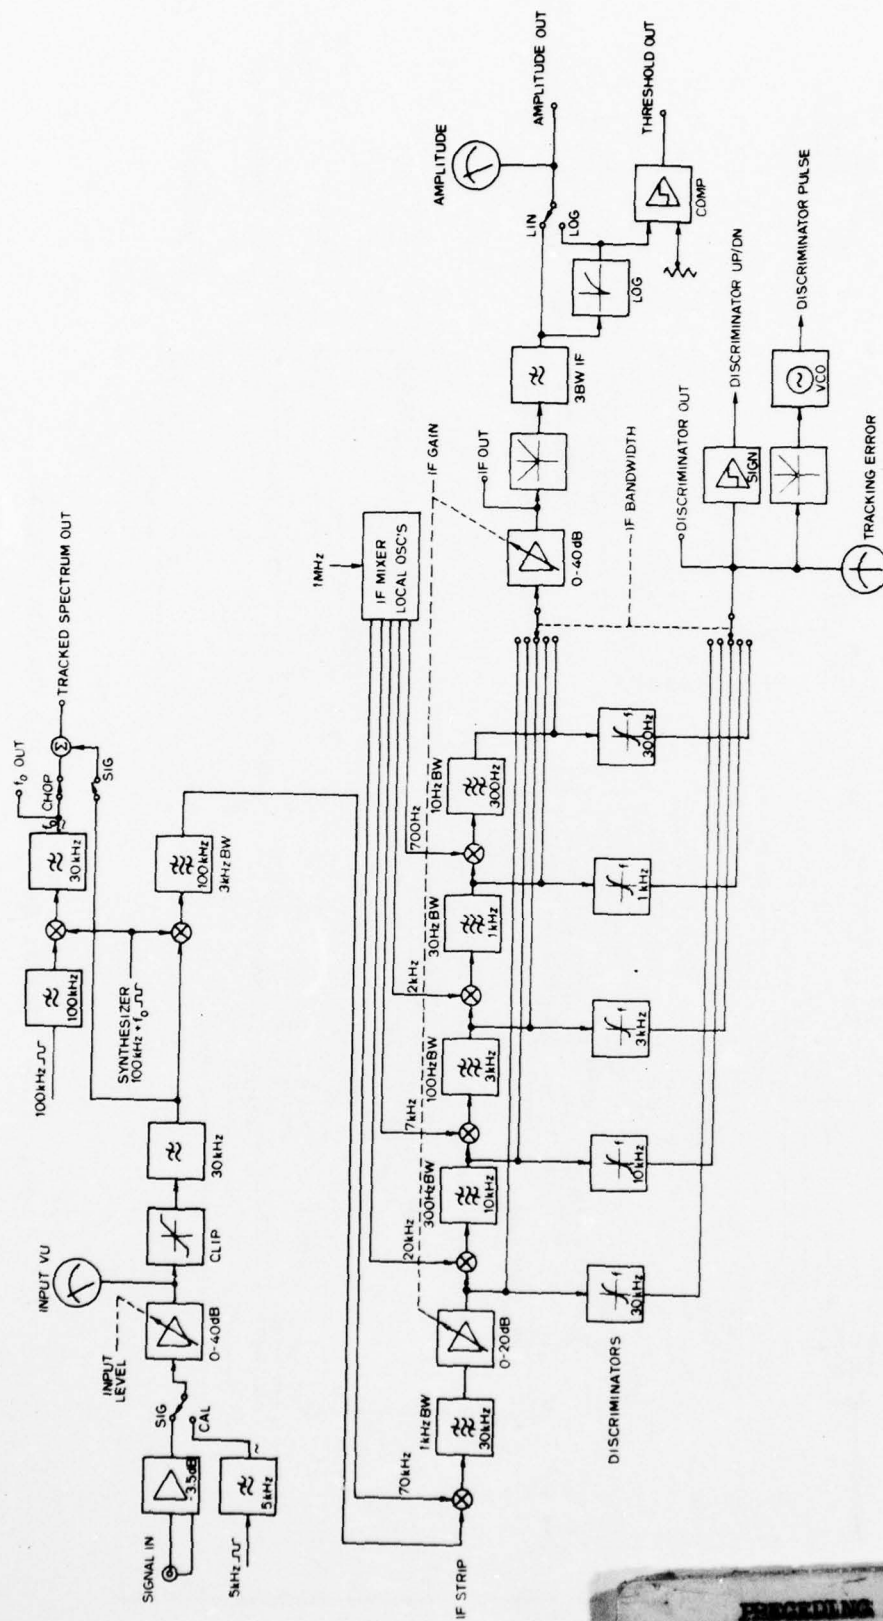 SIGNAL IN
-3.5dB
5kHz
5kHz
SIG
CAL
INPUT LEVEL
0-40dB
INPUT VU
CLIP
30kHz
100kHz
100kHz
SYNTHESIZER
100kHz + fo
30kHz
fo
fo OUT
CHOP
SIG
Σ
TRACKED SPECTRUM OUT
100kHz
3kHz BW
IF STRIP
70kHz
1kHz BW
30kHz
0-20dB
20kHz
300Hz BW
10kHz
7kHz
100Hz BW
3kHz
2kHz
30Hz BW
1kHz
700Hz
10Hz BW
300Hz
1MHz
IF MIXER
LOCAL OSC'S
IF GAIN
0-40dB
IF OUT
3BW IF
LIN
LOG
LOG
AMPLITUDE
AMPLITUDE OUT
COMP
THRESHOLD OUT
DISCRIMINATORS
f
30kHz
f
10kHz
f
3kHz
f
1kHz
f
300Hz
IF BANDWIDTH
DISCRIMINATOR OUT
SIGN
DISCRIMINATOR UP/DN
VCO
DISCRIMINATOR PULSE
TRACKING ERROR
PRECEDING